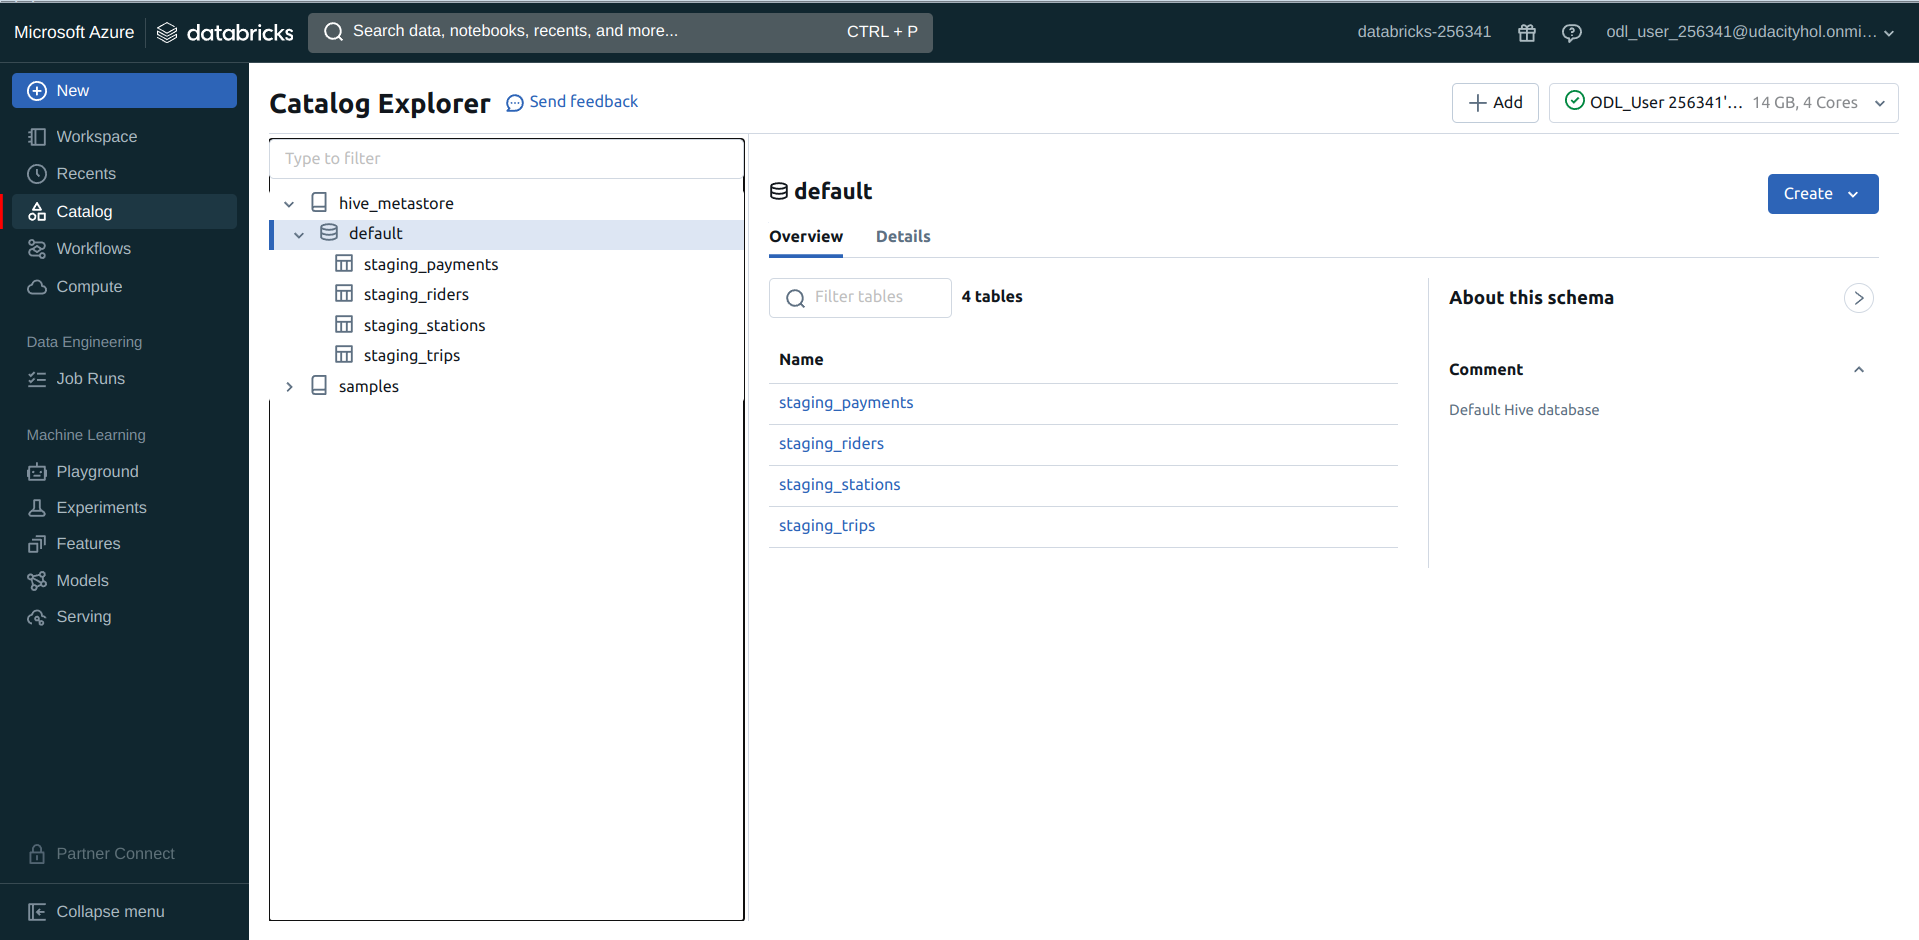 Microsoft Azure databricks Search data, notebooks, recents, and more... CTRL + P databricks-256341 odl_user_256341@udacityhol.onmi...
New
Workspace
Recents
Catalog
Workflows
Compute
Data Engineering
Job Runs
Machine Learning
Playground
Experiments
Features
Models
Serving
Partner Connect
Collapse menu
Catalog Explorer Send feedback
Add ODL_User 256341'... 14 GB, 4 Cores
Type to filter
hive_metastore
default
staging_payments
staging_riders
staging_stations
staging_trips
samples
default
Create
Overview Details
Filter tables 4 tables
Name
staging_payments
staging_riders
staging_stations
staging_trips
About this schema
Comment
Default Hive database